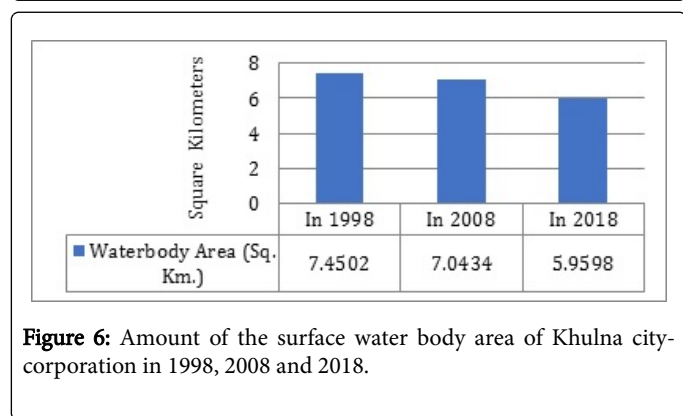 Square Kilometers
8
6
4
2
0
In 1998 In 2008 In 2018
Waterbody Area (Sq. Km.) 7.4502 7.0434 5.9598
Figure 6: Amount of the surface water body area of Khulna city-
corporation in 1998, 2008 and 2018.